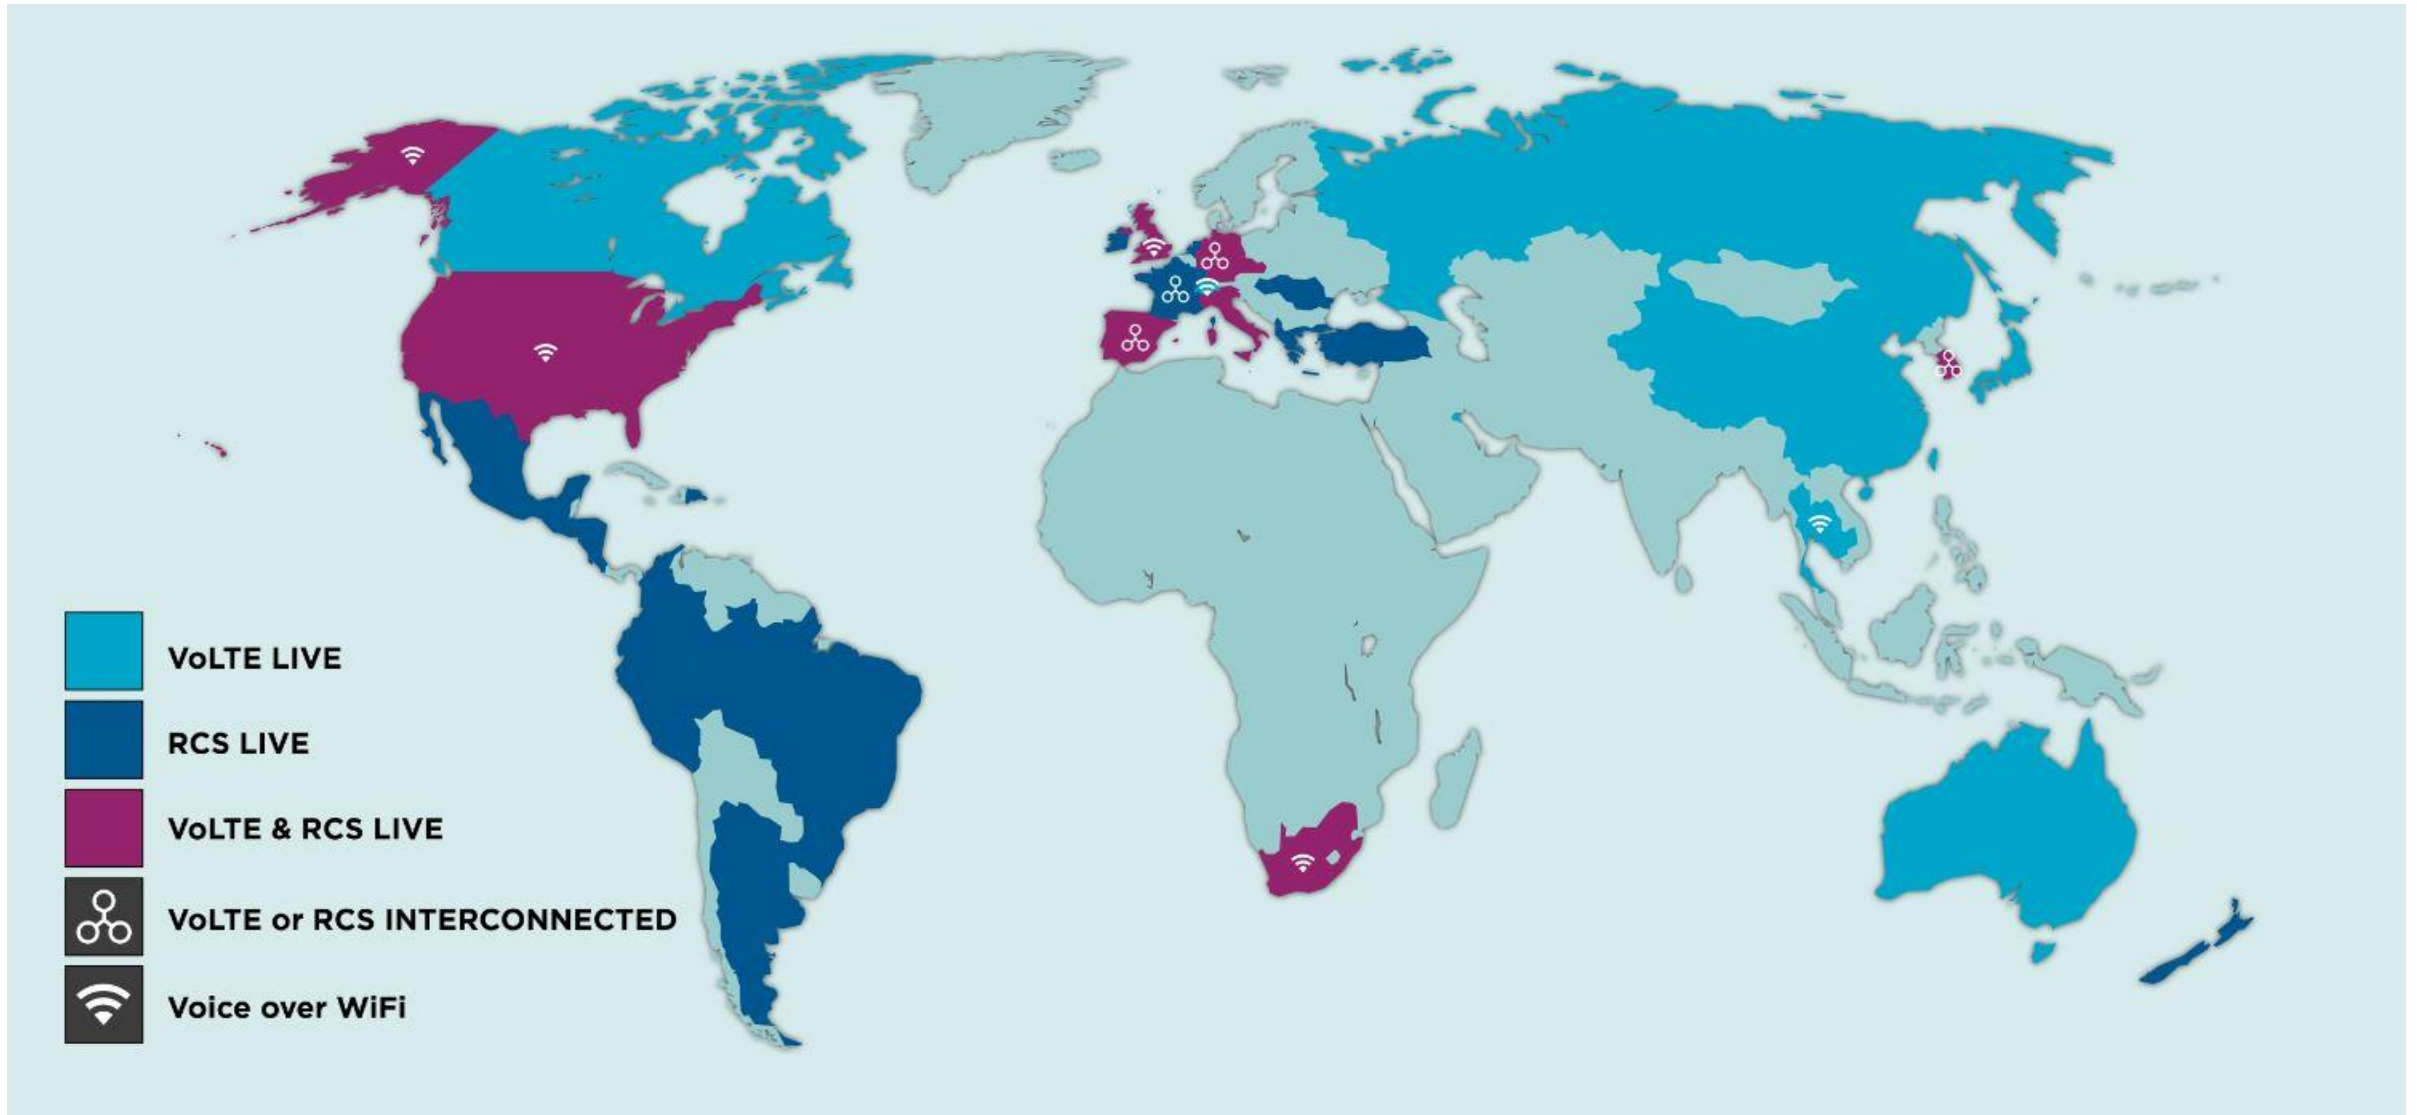 VoLTE LIVE
RCS LIVE
VoLTE & RCS LIVE
VoLTE or RCS INTERCONNECTED
Voice over WiFi